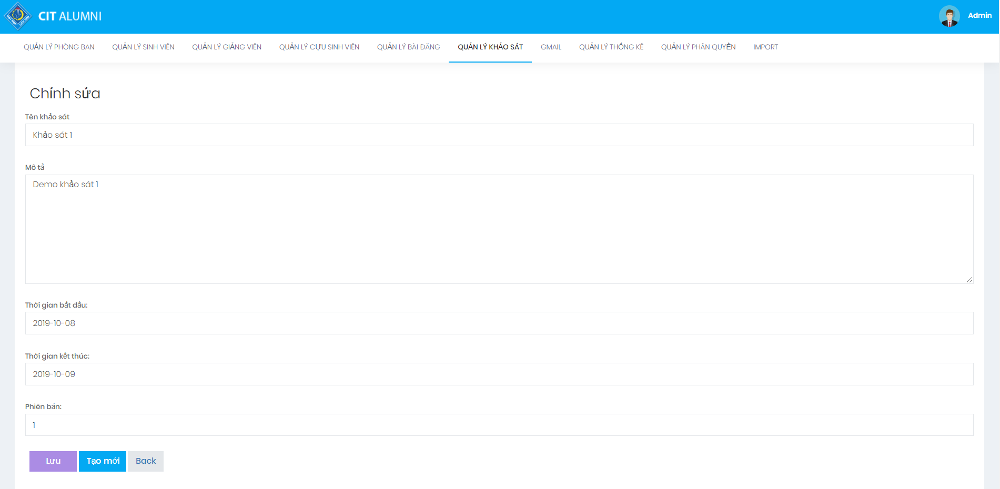 CIT ALUMNI
Admin
QUẢN LÝ PHÒNG BAN QUẢN LÝ SINH VIÊN QUẢN LÝ GIẢNG VIÊN QUẢN LÝ CỰU SINH VIÊN QUẢN LÝ BÀI ĐĂNG QUẢN LÝ KHẢO SÁT GMAIL QUẢN LÝ THỐNG KÊ QUẢN LÝ PHÂN QUYỀN IMPORT
Chỉnh sửa
Tên khảo sát
Khảo sát 1
Mô tả
Demo khảo sát 1
Thời gian bắt đầu:
2019-10-08
Thời gian kết thúc:
2019-10-09
Phiên bản:
1
Lưu Tạo mới Back